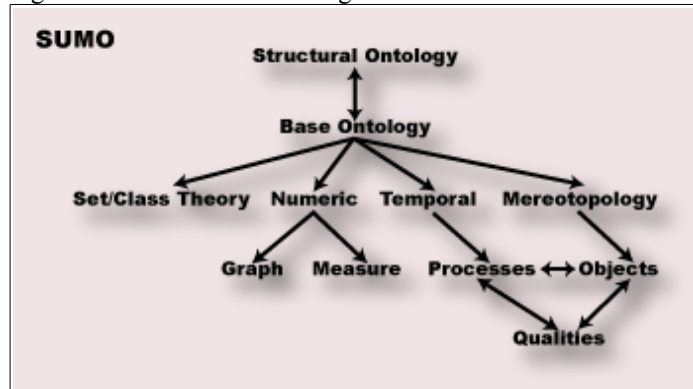 SUMO
Structural Ontology
Base Ontology
Set/Class Theory Numeric Temporal Mereotopology
Graph Measure Processes Objects
Qualities